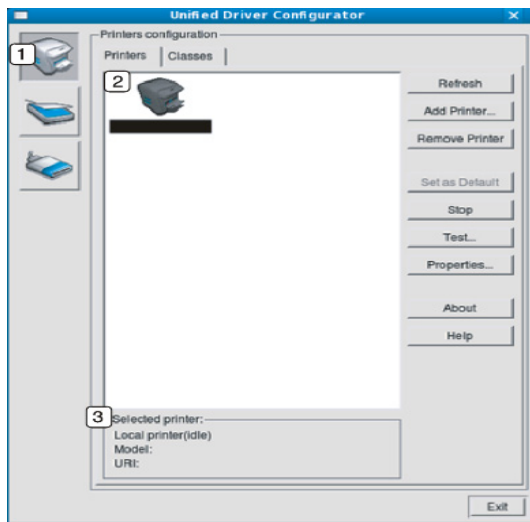 Unified Driver Configurator
Printers configuration
1
Printers Classes
2
Refresh
Add Printer...
Remove Printer
Set as Default
Stop
Test...
Properties...
About
Help
3
Selected printer:
Local printer(idle)
Model:
URI:
Exit